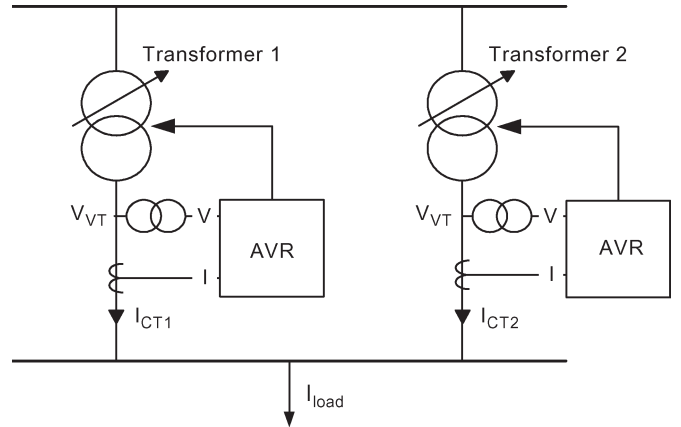 Transformer 1
Transformer 2
V_VT
V
AVR
I
I_CT1
V_VT
V
AVR
I
I_CT2
I_load